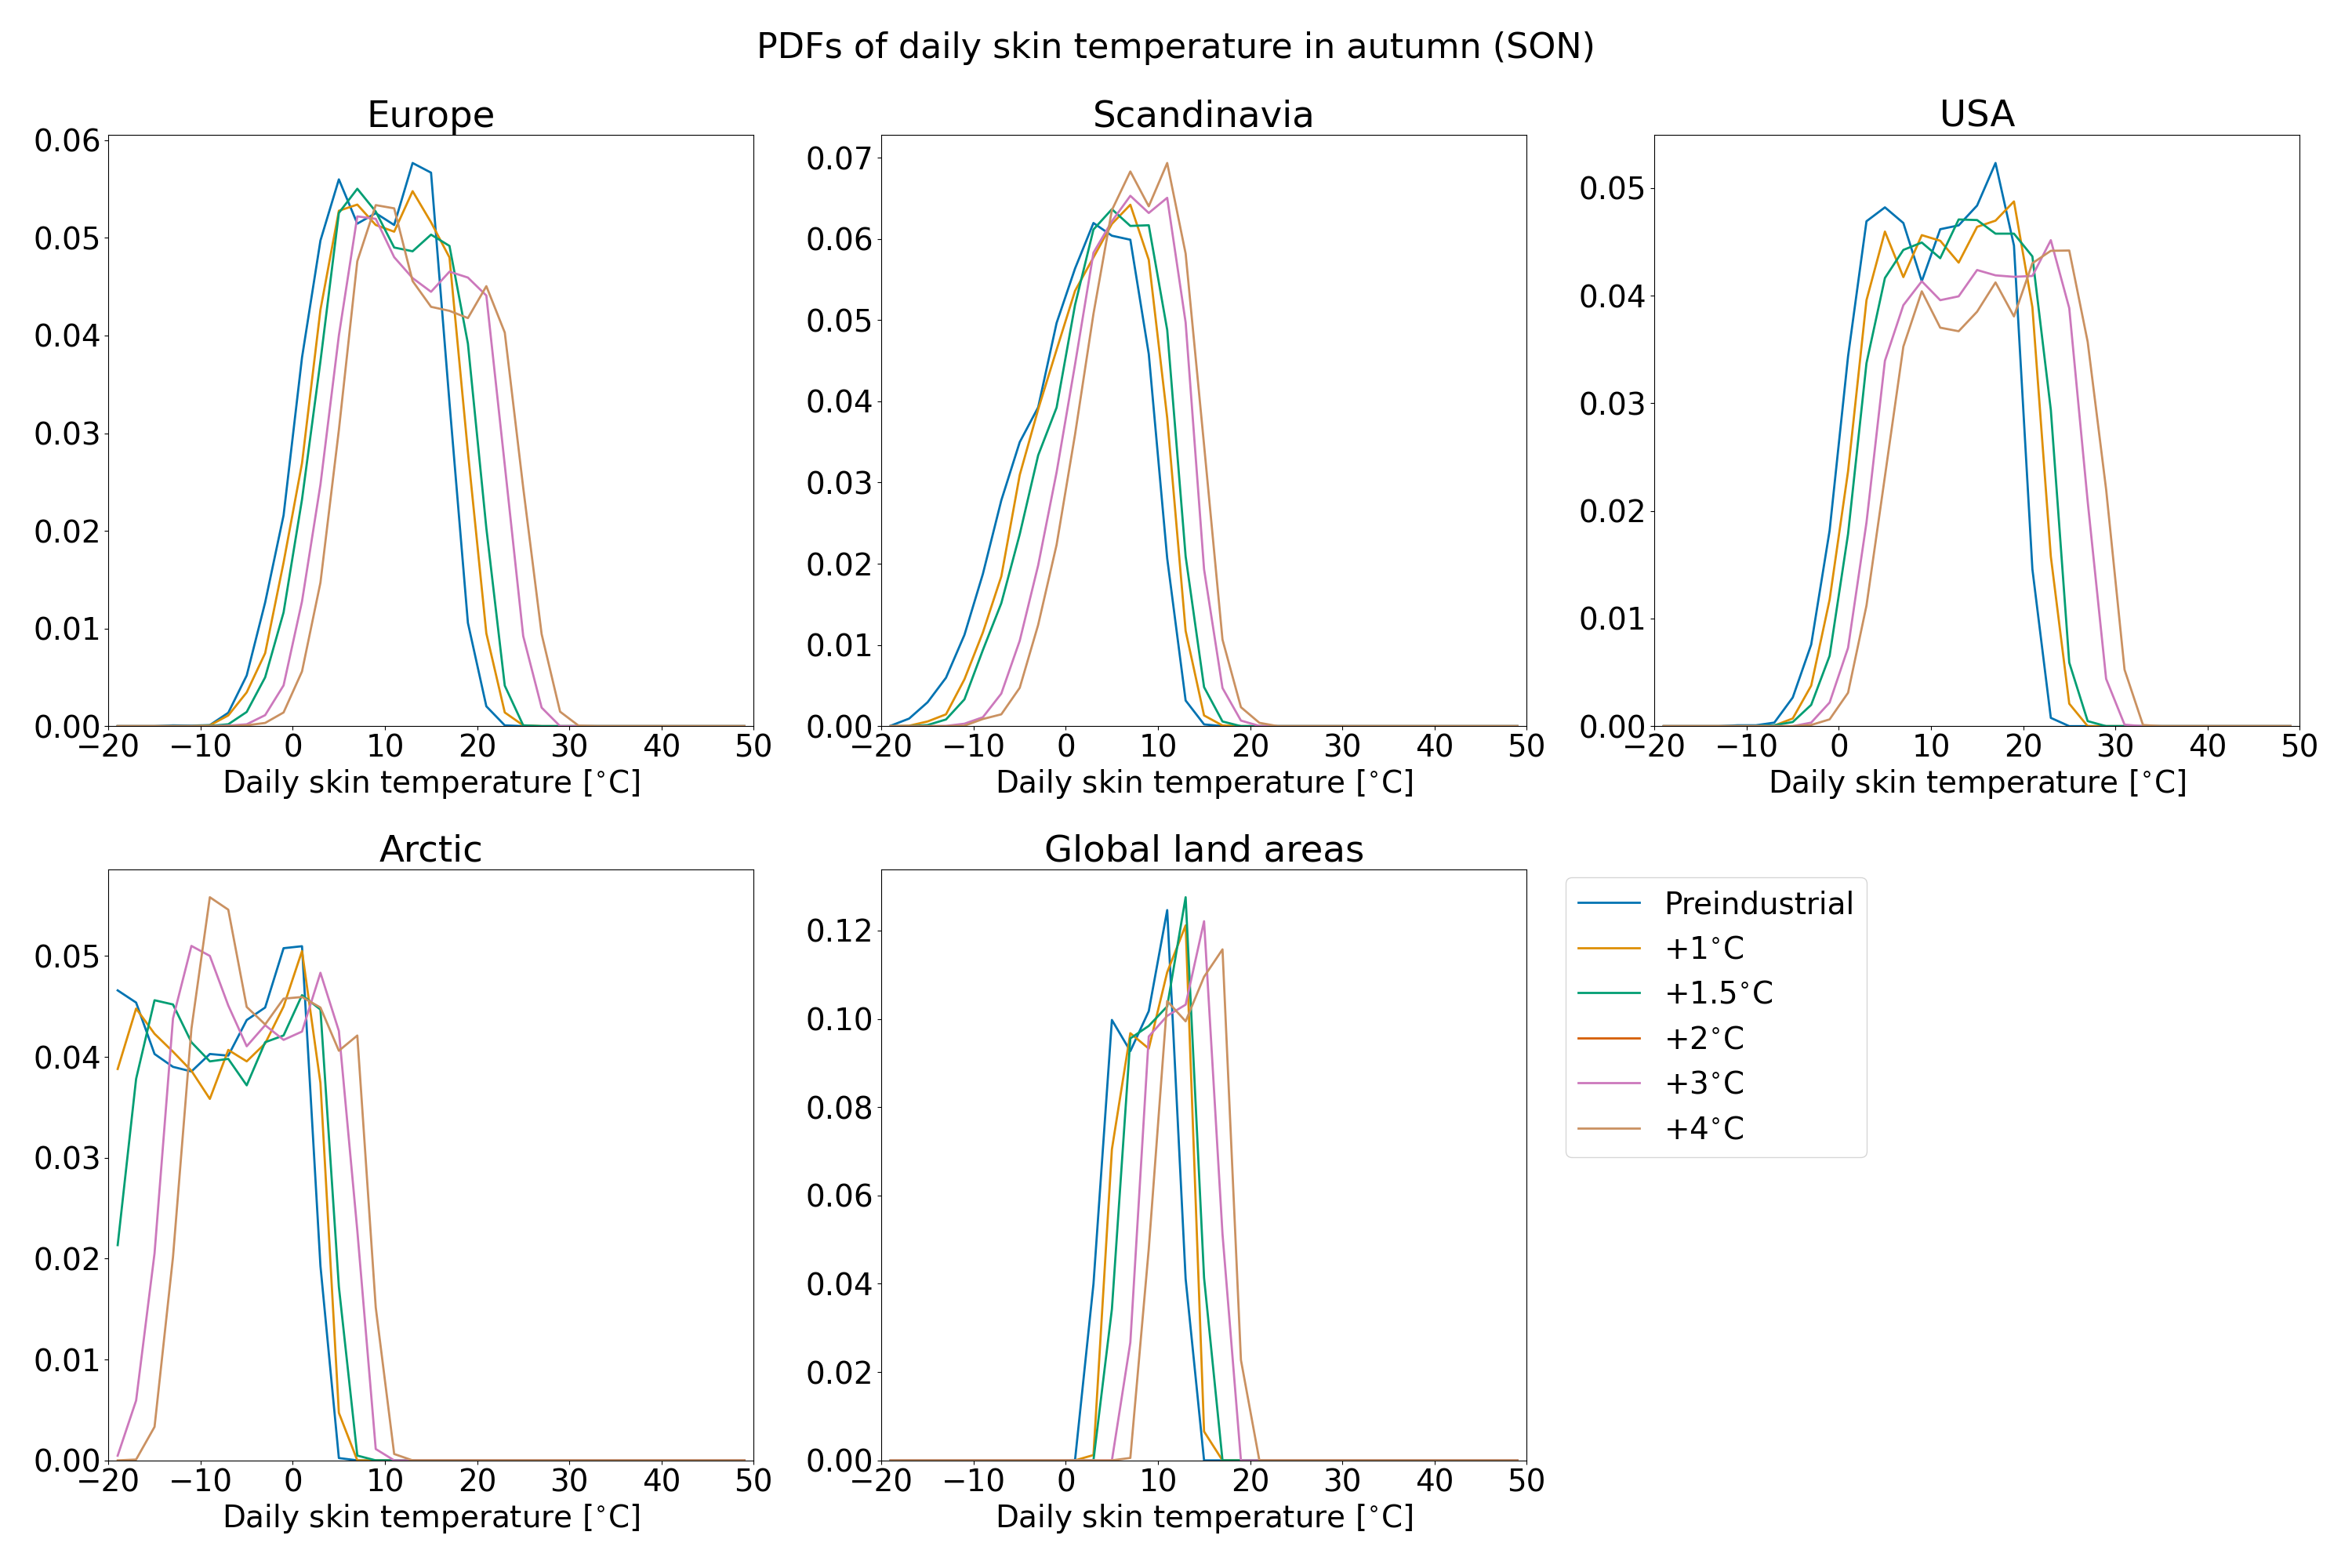 PDFs of daily skin temperature in autumn (SON)
Europe
0.06
0.05
0.04
0.03
0.02
0.01
0.00
−20 −10 0 10 20 30 40 50
Daily skin temperature [°C]
Scandinavia
0.07
0.06
0.05
0.04
0.03
0.02
0.01
0.00
−20 −10 0 10 20 30 40 50
Daily skin temperature [°C]
USA
0.05
0.04
0.03
0.02
0.01
0.00
−20 −10 0 10 20 30 40 50
Daily skin temperature [°C]
Arctic
0.05
0.04
0.03
0.02
0.01
0.00
−20 −10 0 10 20 30 40 50
Daily skin temperature [°C]
Global land areas
0.12
0.10
0.08
0.06
0.04
0.02
0.00
−20 −10 0 10 20 30 40 50
Daily skin temperature [°C]
Preindustrial
+1°C
+1.5°C
+2°C
+3°C
+4°C